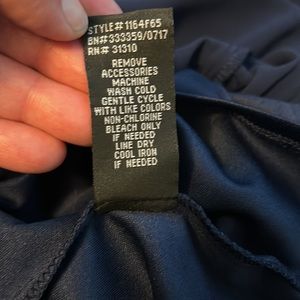 STYLE# 1164F65
BN#333359/0717
RN# 31310
REMOVE
ACCESSORIES
MACHINE
WASH COLD
GENTLE CYCLE
WITH LIKE COLORS
NON-CHLORINE
BLEACH ONLY
IF NEEDED
LINE DRY
COOL IRON
IF NEEDED